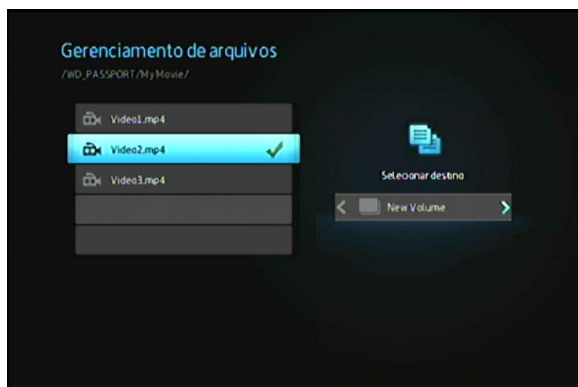 Gerenciamento de arquivos
/WD_PASSPORT/MyMovie/
Video1.mp4
Video2.mp4
Video3.mp4
Selecionar destino
New Volume